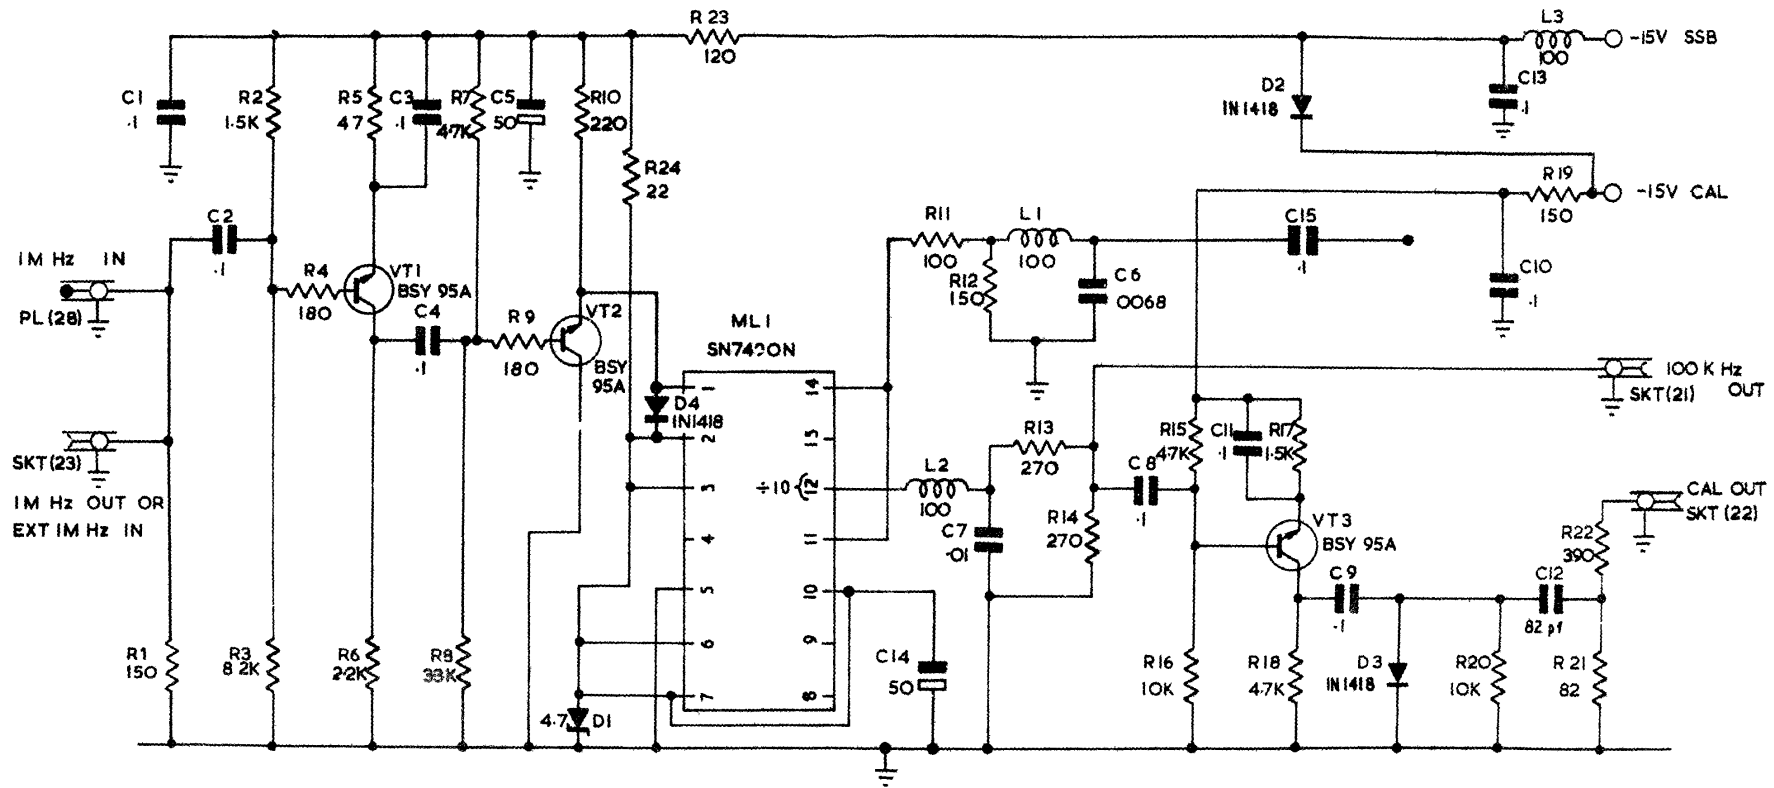 R 23
120
L3
100
-15V SSB
C13
.1
D2
IN1418
C1
.1
R2
1.5K
R5
47
C3
.1
R7
4.7K
C5
50
R10
220
R24
22
R19
150
-15V CAL
C2
.1
R11
100
L1
100
C15
.1
R12
150
C6
0068
C10
.1
1M Hz IN
PL(28)
R4
180
VT1
BSY 95A
C4
.1
R9
180
VT2
BSY
95A
ML1
1
D4
IN1418
2
3
4
5
6
7
14
13
÷10
12
11
10
9
8
100 K Hz
OUT
SKT(21)
SKT(23)
1M Hz OUT OR
EXT 1M Hz IN
R13
270
L2
100
C8
.1
R15
47K
C11
.1
R17
1.5K
C7
.01
R14
270
VT3
BSY 95A
CAL OUT
SKT(22)
R22
390
C9
.1
C12
82 pf
R1
150
R3
8.2K
R6
2.2K
R8
33K
C14
50
4.7
D1
R16
10K
R18
4.7K
D3
IN1418
R20
10K
R 21
82